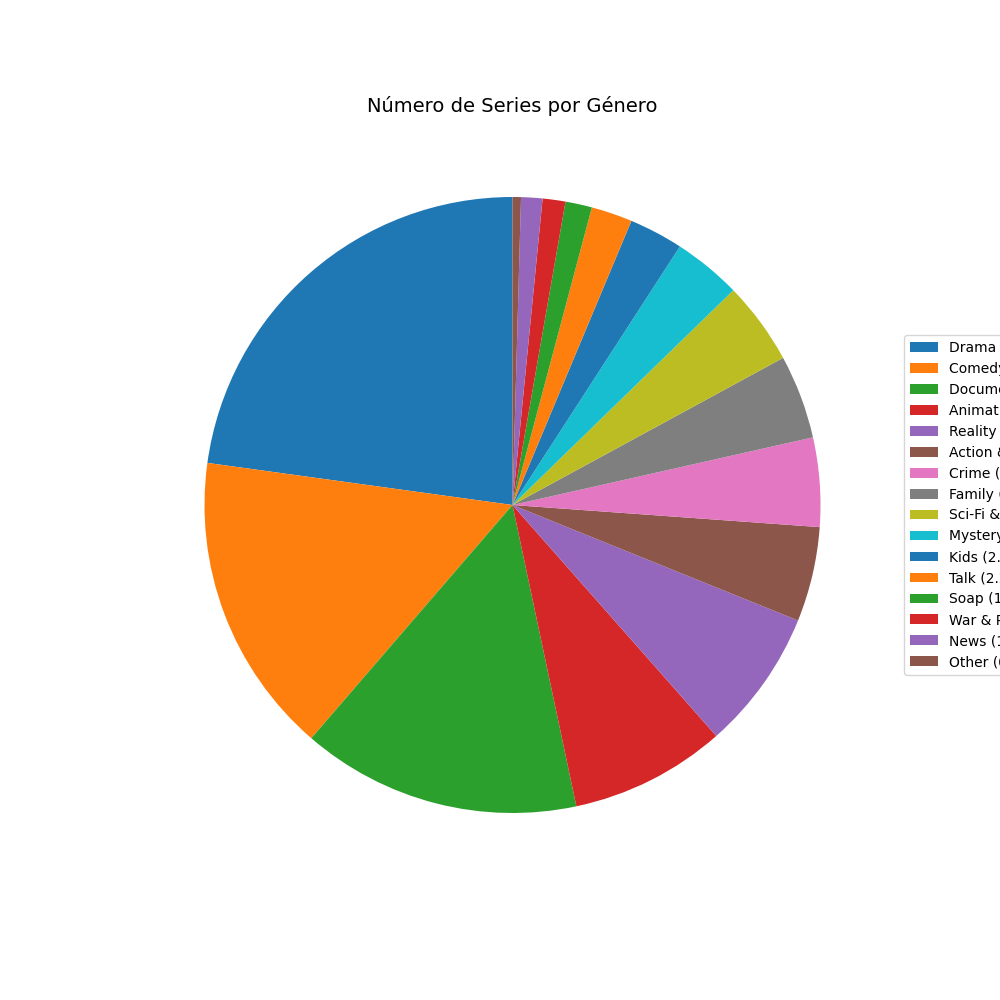 Número de Series por Género
Drama
Comedy
Docume
Animat
Reality
Action &
Crime (
Family
Sci-Fi &
Mystery
Kids (2.
Talk (2.
Soap (1
War &
News (1
Other (